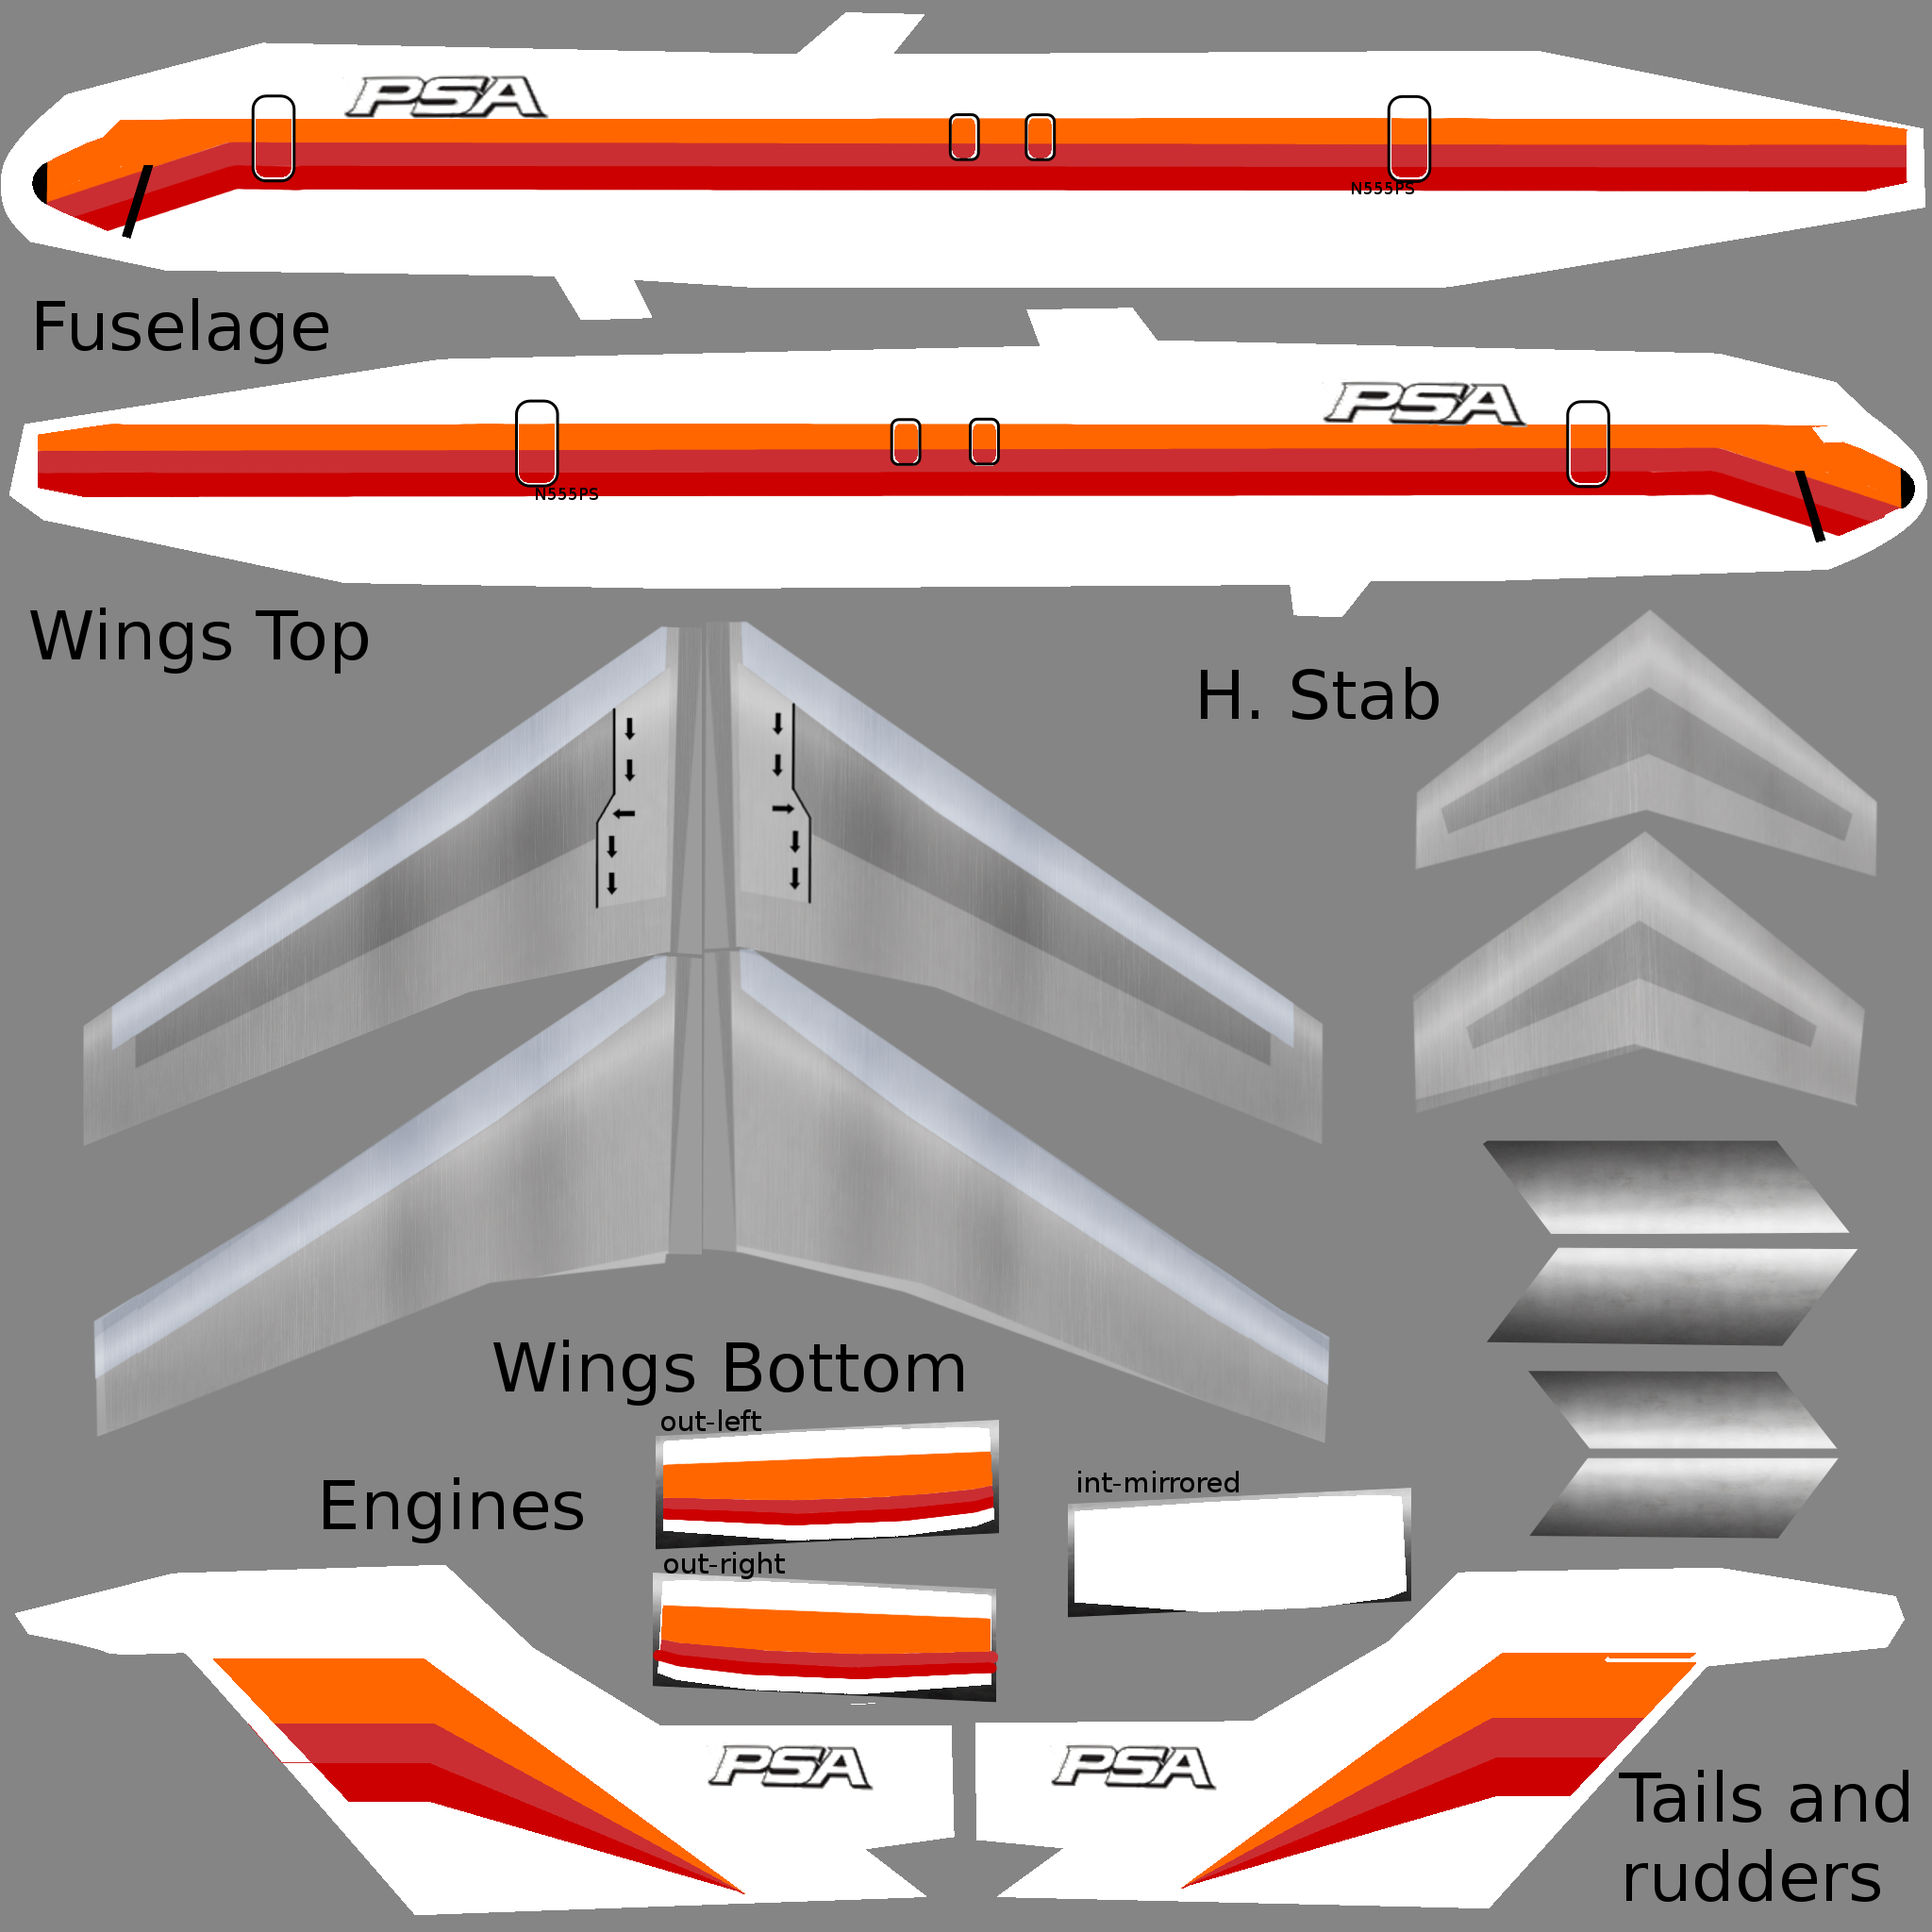 PSA
N555PS
Fuselage
PSA
N555PS
Wings Top
H. Stab
Wings Bottom
out-left
int-mirrored
Engines
out-right
PSA
PSA
Tails and
rudders